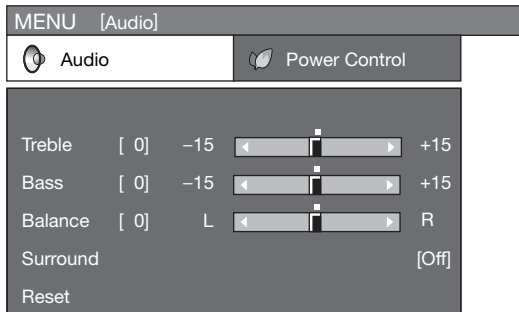 MENU [Audio]
Audio Power Control
Treble [ 0] −15 +15
Bass [ 0] −15 +15
Balance [ 0] L R
Surround [Off]
Reset